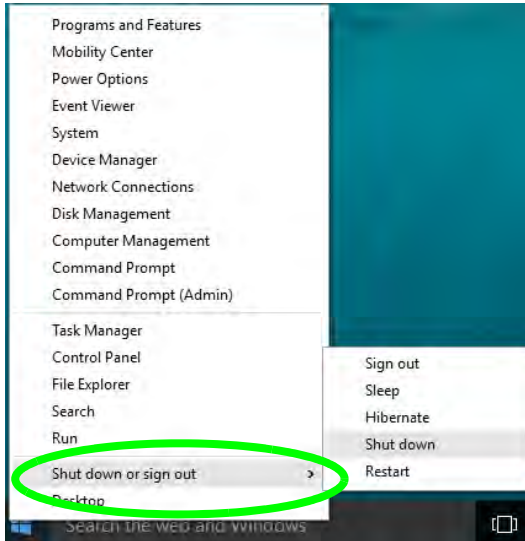 Programs and Features
Mobility Center
Power Options
Event Viewer
System
Device Manager
Network Connections
Disk Management
Computer Management
Command Prompt
Command Prompt (Admin)
Task Manager
Control Panel
File Explorer
Search
Run
Shut down or sign out
Desktop
Sign out
Sleep
Hibernate
Shut down
Restart
Search the web and Windows